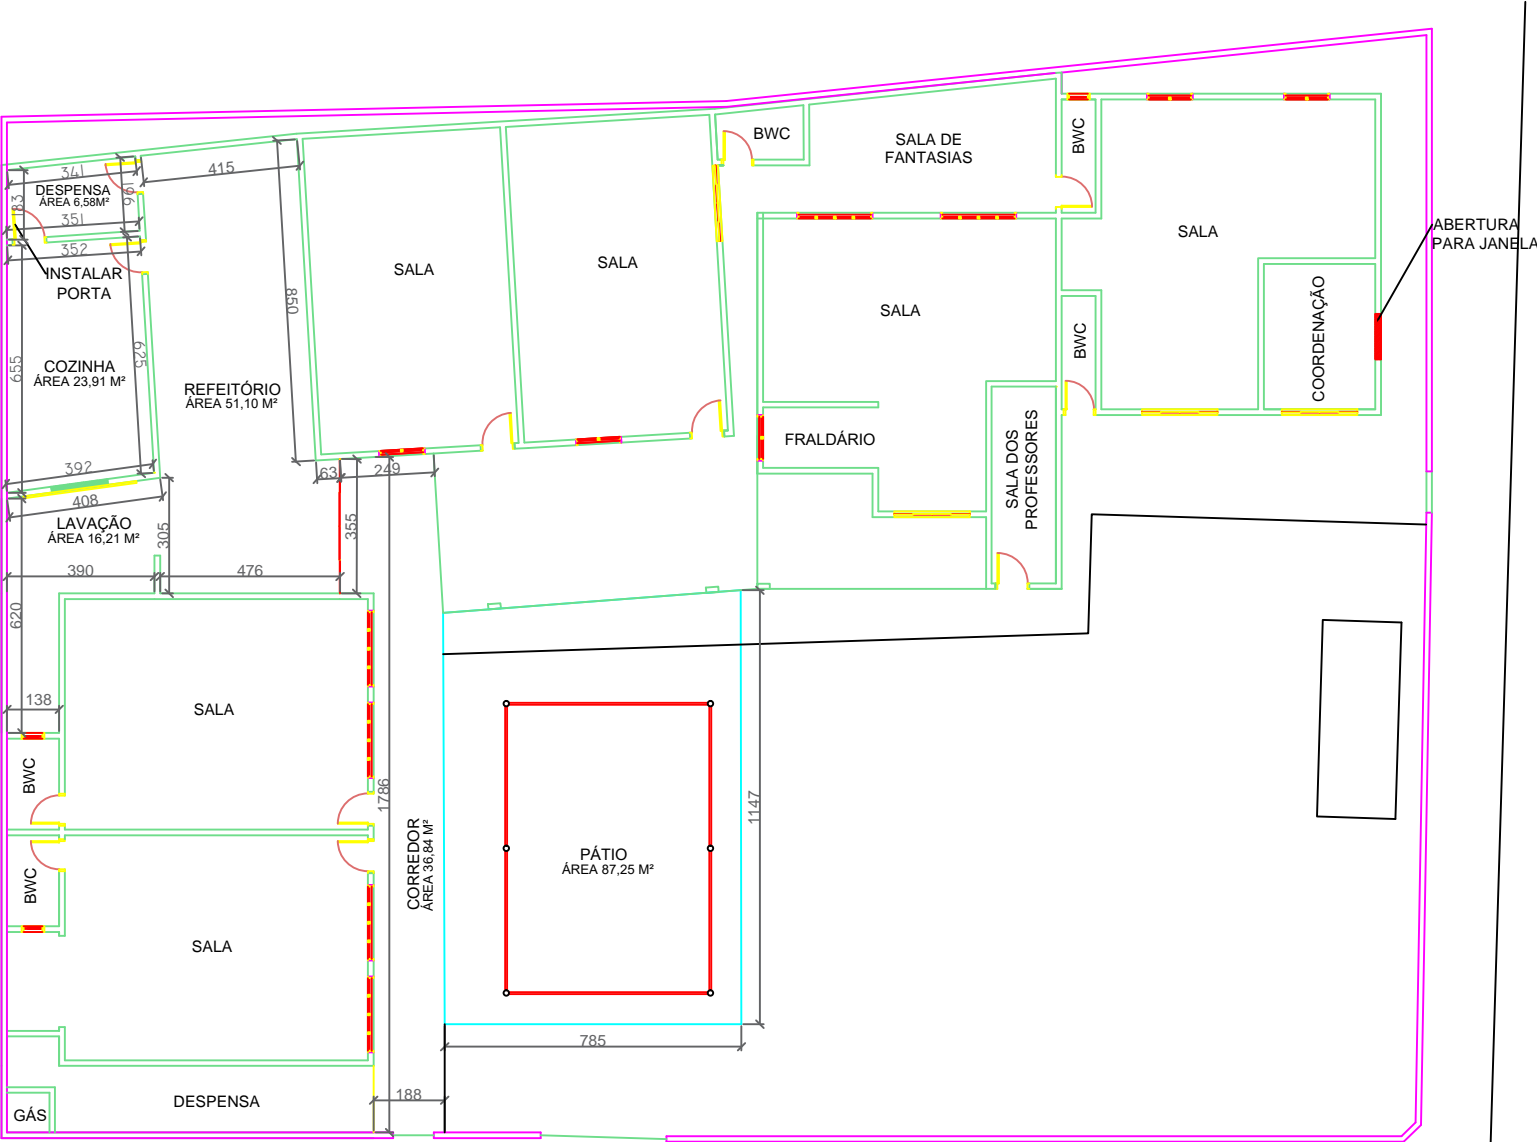 BWC
SALA DE
FANTASIAS
BWC
341
415
DESPENSA
ÁREA 6,58M²
183
166
351
352
INSTALAR
PORTA
SALA
SALA
SALA
ABERTURA
PARA JANELA
850
SALA
COORDENAÇÃO
BWC
655
625
COZINHA
ÁREA 23,91 M²
REFEITÓRIO
ÁREA 51,10 M²
FRALDÁRIO
SALA DOS
PROFESSORES
392
63
249
408
LAVAÇÃO
ÁREA 16,21 M²
305
355
390
476
620
138
SALA
BWC
1786
1147
CORREDOR
ÁREA 36,84 M²
PÁTIO
ÁREA 87,25 M²
BWC
SALA
785
188
DESPENSA
GÁS